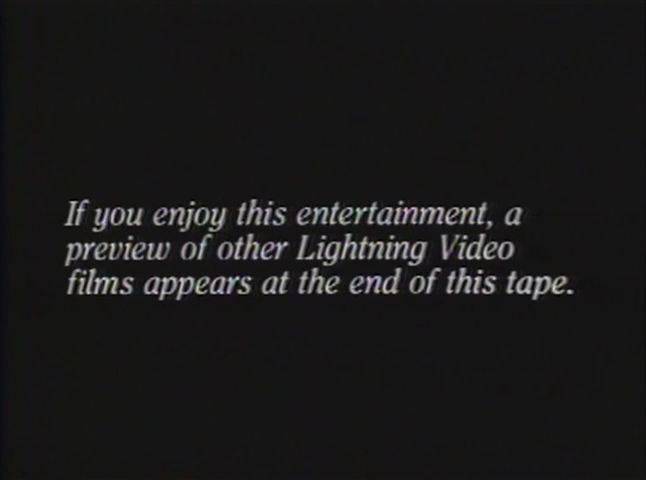 If you enjoy this entertainment, a
preview of other Lightning Video
films appears at the end of this tape.